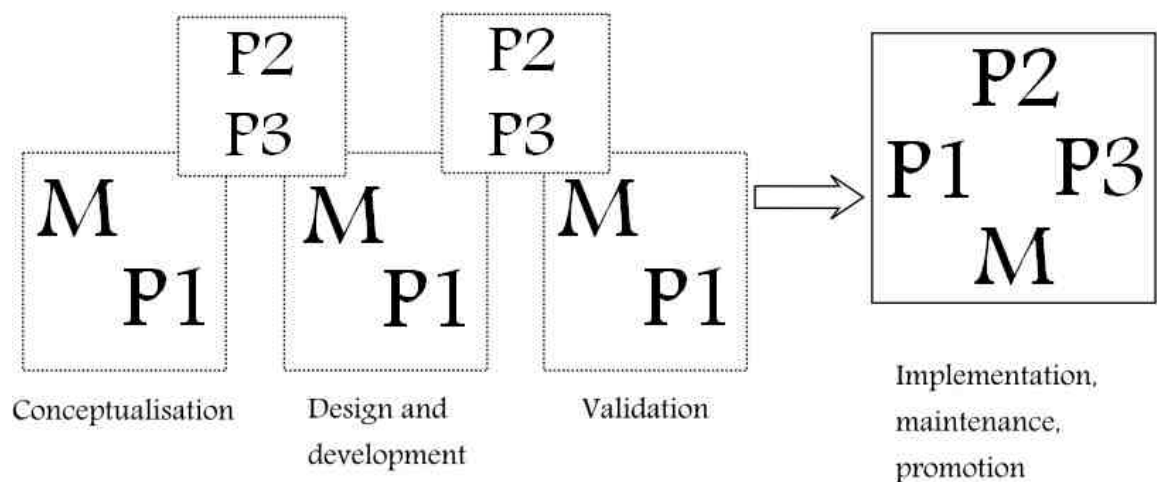 P2
P3
M
P1
Conceptualisation
P2
P3
M
P1
Design and
development
M
P1
Validation
P2
P1 P3
M
Implementation,
maintenance,
promotion